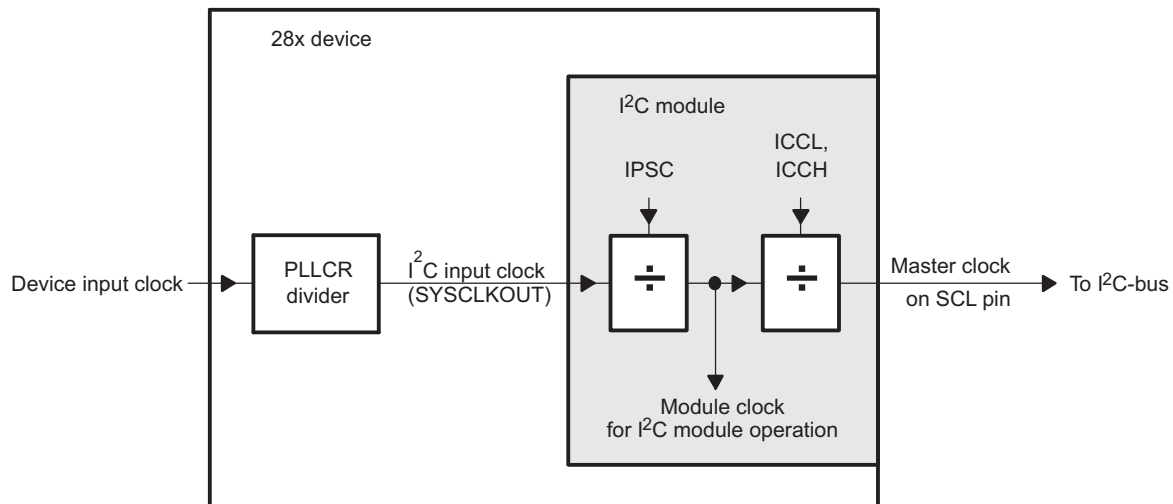 28x device
I²C module
ICCL,
ICCH
IPSC
÷
÷
Device input clock
PLLCR
divider
I²C input clock
(SYSCLKOUT)
Master clock
on SCL pin
To I²C-bus
Module clock
for I²C module operation